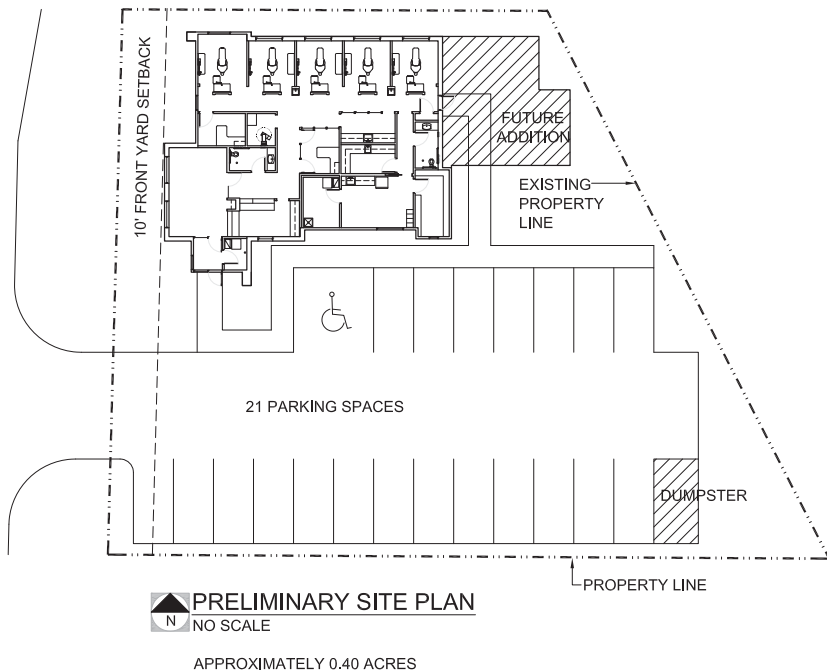 10' FRONT YARD SETBACK
FUTURE
ADDITION
EXISTING
PROPERTY
LINE
21 PARKING SPACES
DUMPSTER
PROPERTY LINE
N
PRELIMINARY SITE PLAN
NO SCALE
APPROXIMATELY 0.40 ACRES